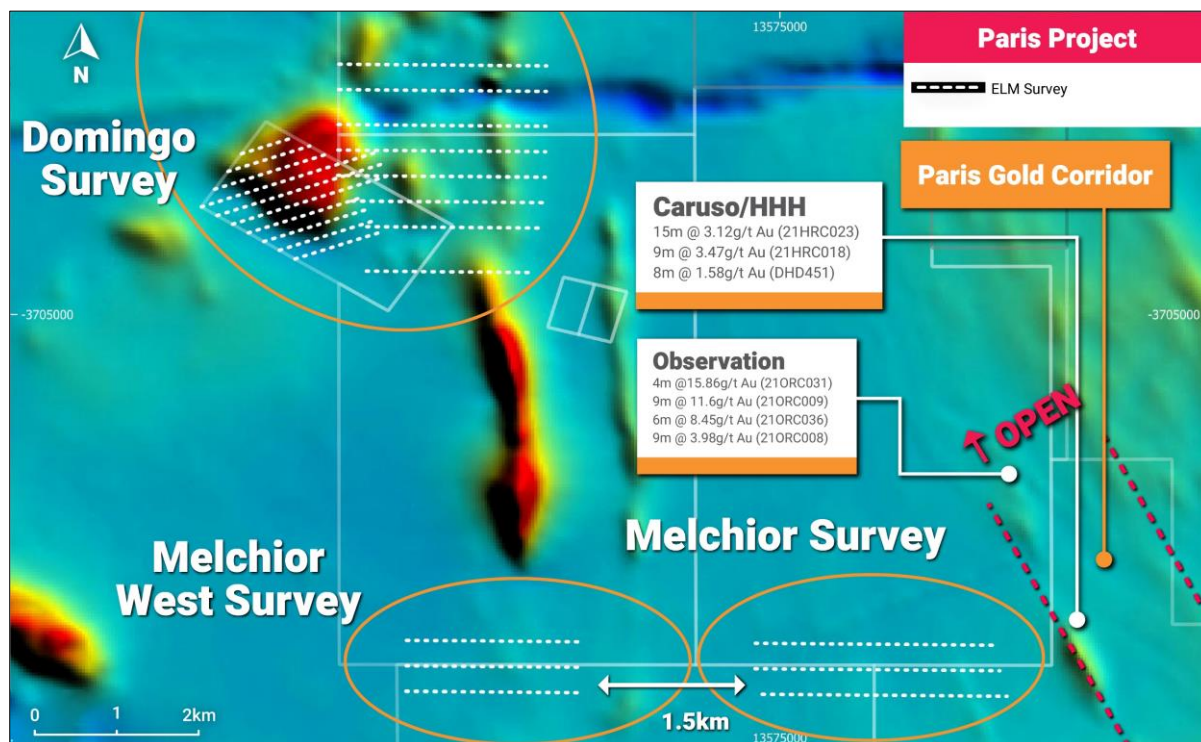 13575000
Paris Project
N
ELM Survey
Domingo
Survey
Paris Gold Corridor
Caruso/HHH
15m @ 3.12g/t Au (21HRC023)
9m @ 3.47g/t Au (21HRC018)
8m @ 1.58g/t Au (DHD451)
-3705000
-3705000
Observation
4m @15.86g/t Au (21ORC031)
9m @ 11.6g/t Au (21ORC009)
6m @ 8.45g/t Au (21ORC036)
9m @ 3.98g/t Au (21ORC008)
OPEN
Melchior Survey
Melchior
West Survey
0 1 2km
1.5km
13575000